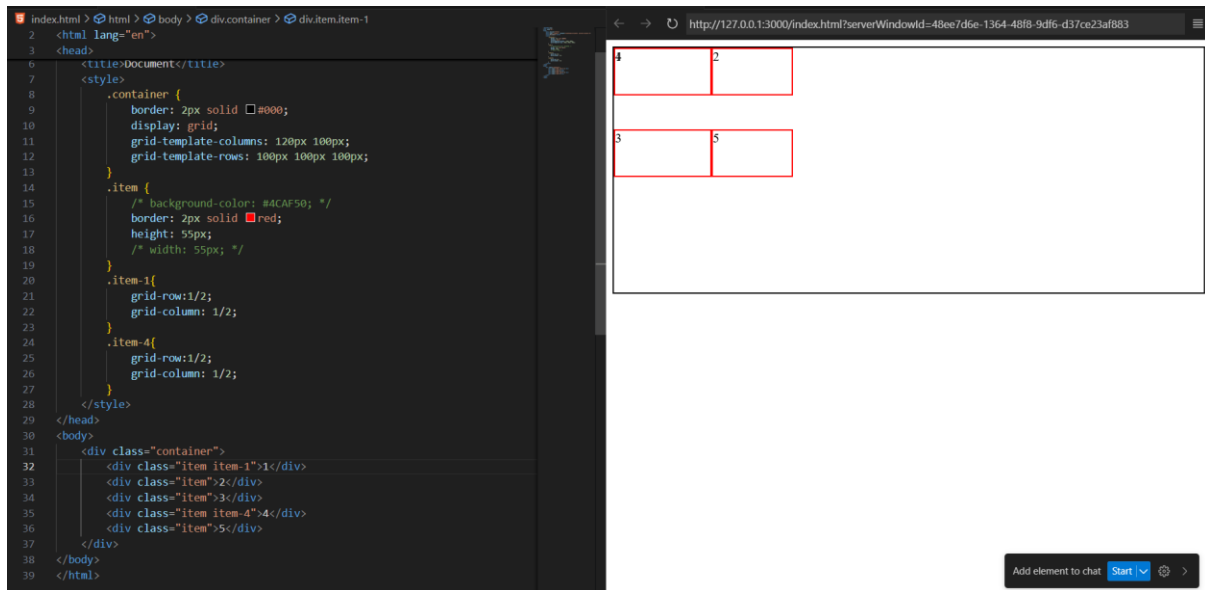 index.html > html > body > div.container > div.item.item-1
2 <html lang="en">
3 <head>
6 <title>Document</title>
7 <style>
8 .container {
9 border: 2px solid #000;
10 display: grid;
11 grid-template-columns: 120px 100px;
12 grid-template-rows: 100px 100px 100px;
13 }
14 .item {
15 /* background-color: #4CAF50; */
16 border: 2px solid red;
17 height: 55px;
18 /* width: 55px; */
19 }
20 .item-1{
21 grid-row:1/2;
22 grid-column: 1/2;
23 }
24 .item-4{
25 grid-row:1/2;
26 grid-column: 1/2;
27 }
28 </style>
29 </head>
30 <body>
31 <div class="container">
32 <div class="item item-1">1</div>
33 <div class="item">2</div>
34 <div class="item">3</div>
35 <div class="item item-4">4</div>
36 <div class="item">5</div>
37 </div>
38 </body>
39 </html>
http://127.0.0.1:3000/index.html?serverWindowId=48ee7d6e-1364-48f8-9df6-d37ce23af883
4 2
3 5
Add element to chat Start